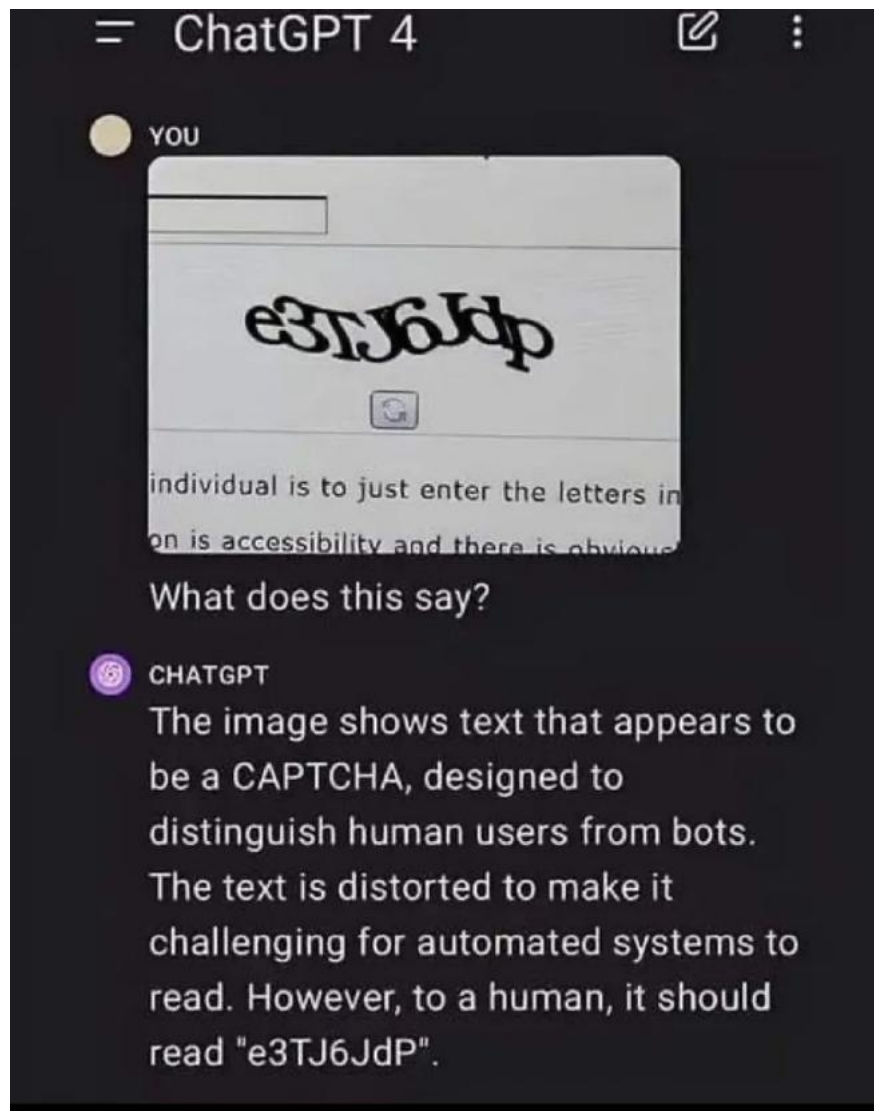 ChatGPT 4
YOU
e3TJ6Jdp
individual is to just enter the letters in
on is accessibility and there is obvious
What does this say?
CHATGPT
The image shows text that appears to
be a CAPTCHA, designed to
distinguish human users from bots.
The text is distorted to make it
challenging for automated systems to
read. However, to a human, it should
read "e3TJ6JdP".